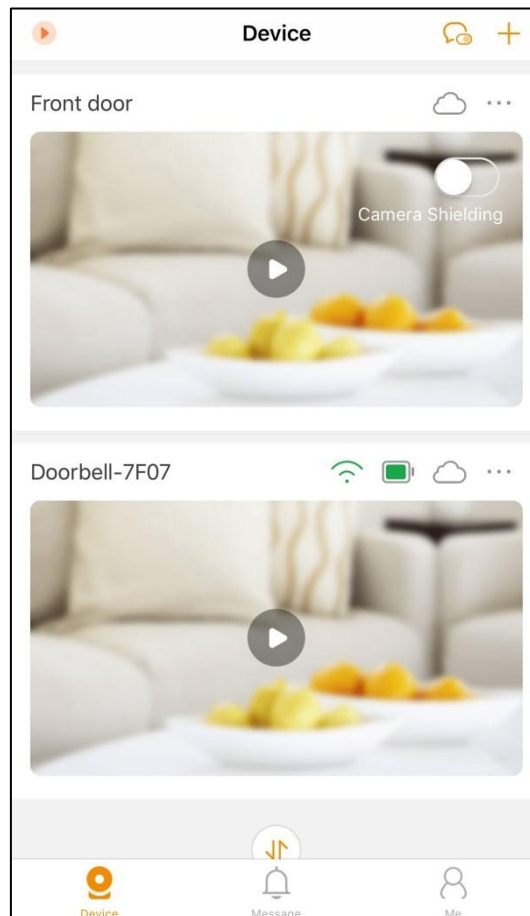 Device
Front door
Camera Shielding
Doorbell-7F07
Device
Message
Me